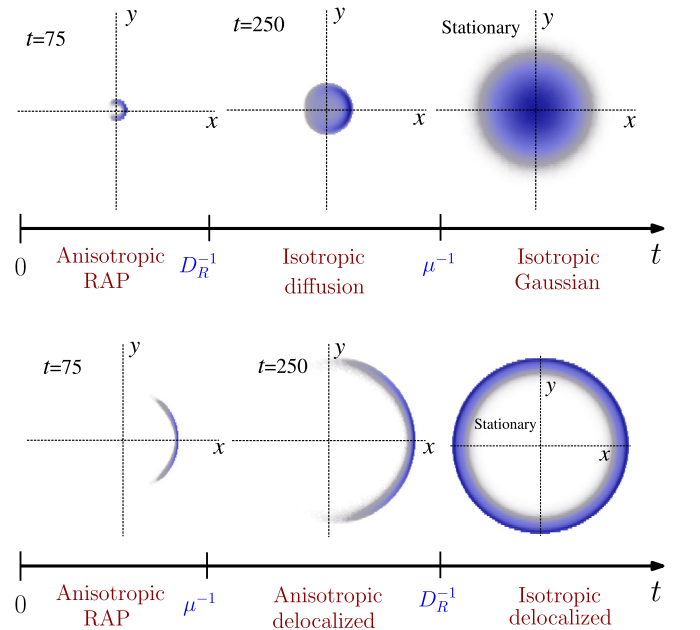 y
t=75
x
y
t=250
x
y
Stationary
x
0
Anisotropic
RAP
D_R^{-1}
Isotropic
diffusion
μ^{-1}
Isotropic
Gaussian
t
y
t=75
x
y
t=250
x
y
Stationary
x
0
Anisotropic
RAP
μ^{-1}
Anisotropic
delocalized
D_R^{-1}
Isotropic
delocalized
t